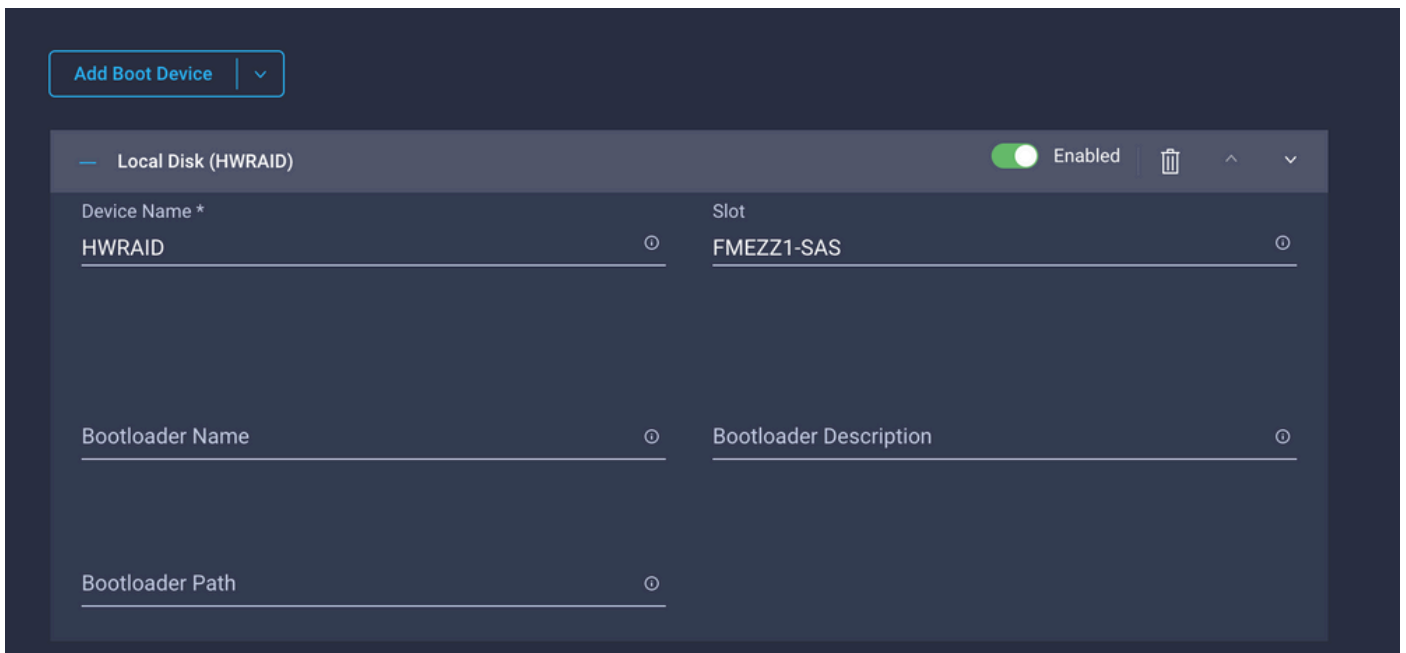 Add Boot Device
Local Disk (HWRAID)
Enabled
Device Name *
Slot
HWRAID
FMEZZ1-SAS
Bootloader Name
Bootloader Description
Bootloader Path